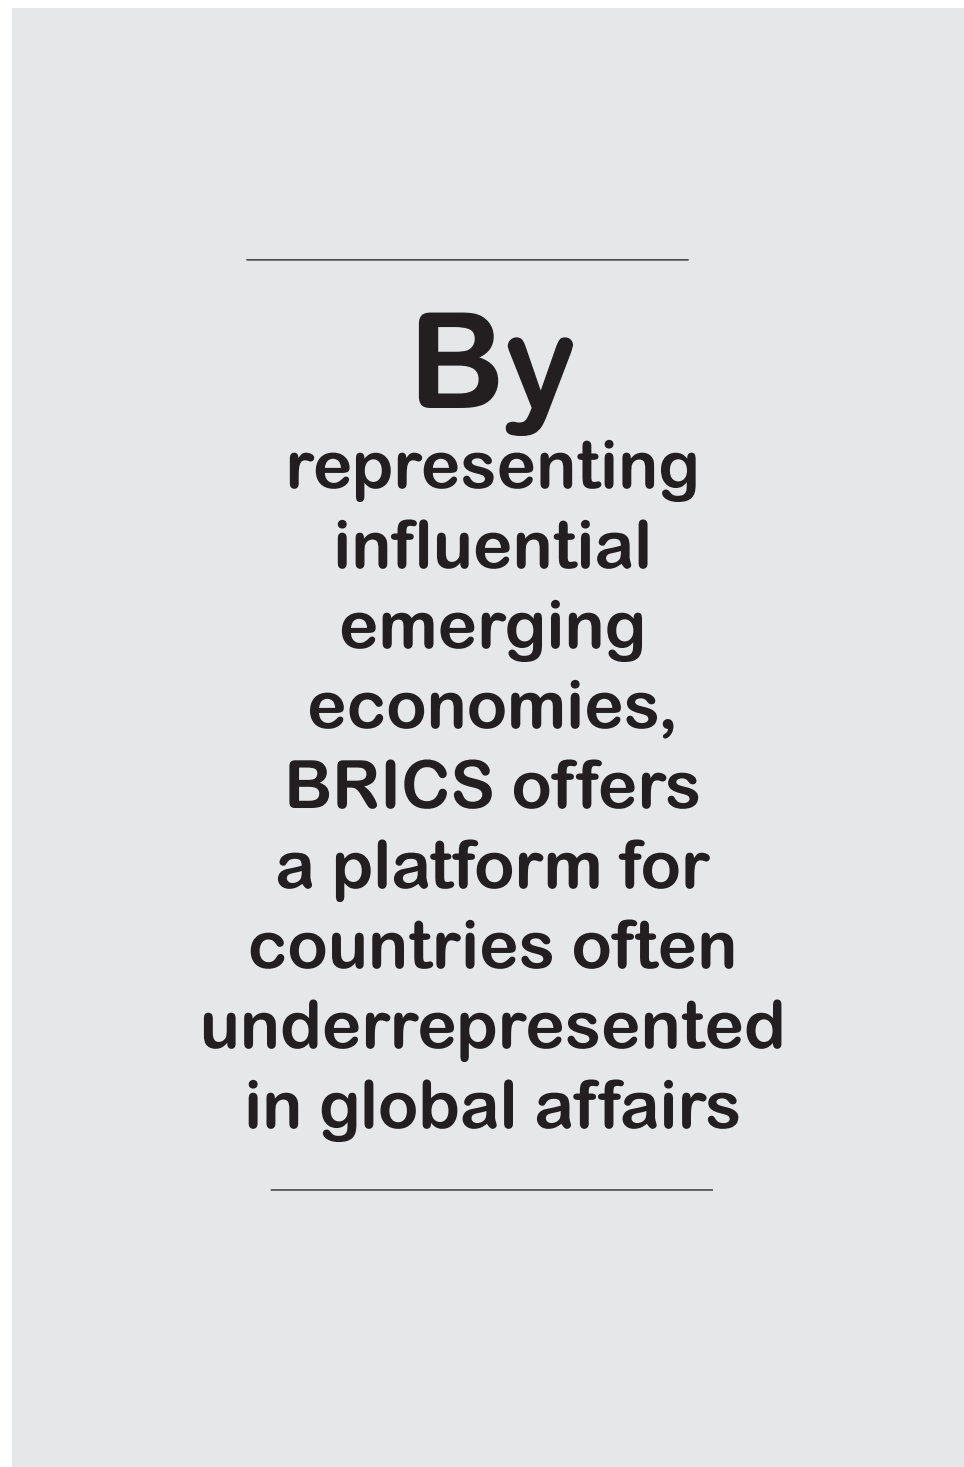 By
representing
influential
emerging
economies,
BRICS offers
a platform for
countries often
underrepresented
in global affairs